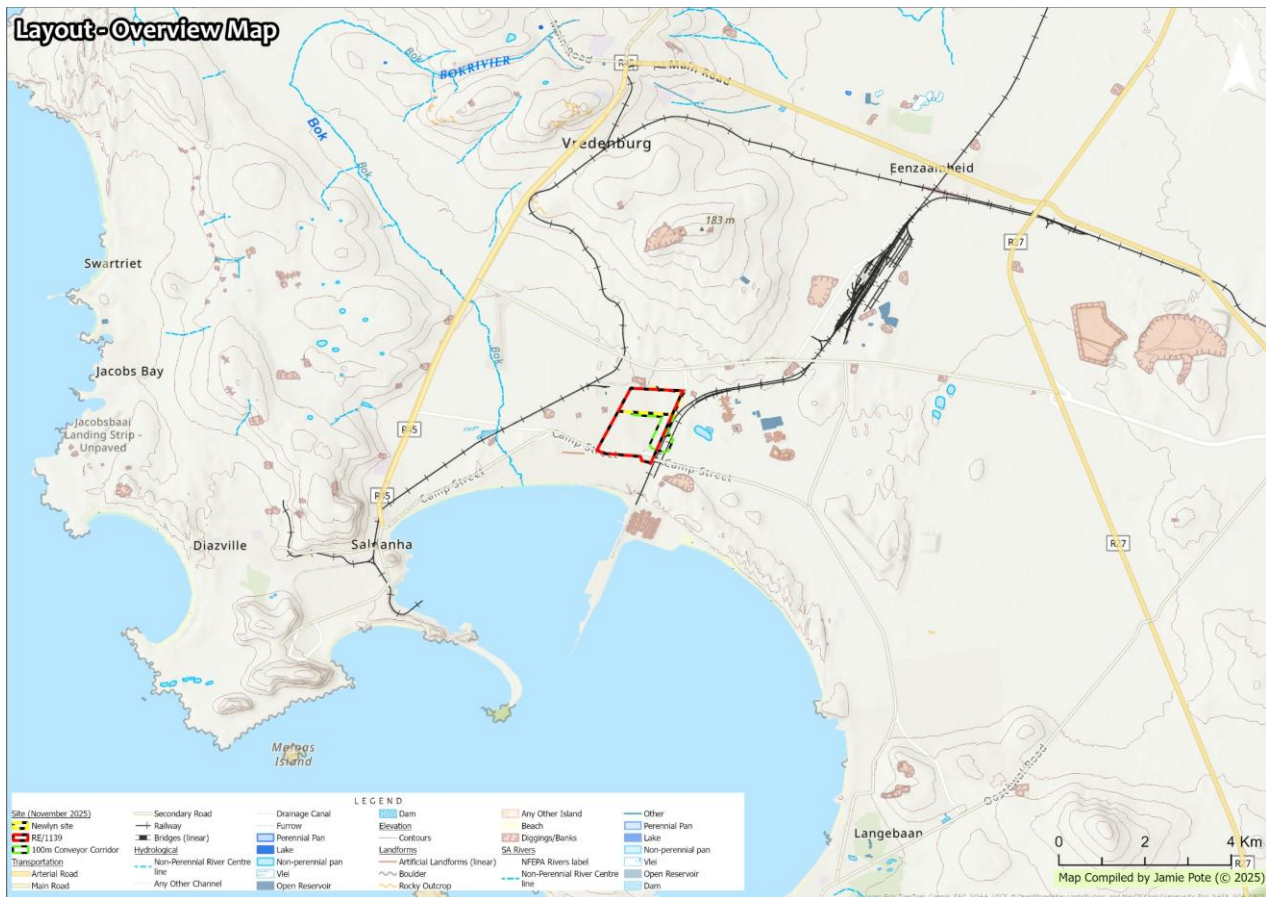 Layout - Overview Map
N
Main Road
R45
Main Road
Bok
BOKRIVIER
Bok
Bok
Vredenburg
Eenzaamheid
183 m
R27
Swartriet
Bok
Jacobs Bay
Jacobsbaai
Landing Strip -
Unpaved
R45
Camp Street
Camp Street
Camp Street
R45
Diazville
Saldanha
R27
Malgas
Island
Oostewal Road
Langebaan
R27
0 2 4 Km
Map Compiled by Jamie Pote (© 2025)
LEGEND
Site (November 2025)
Newlyn site
RE/1139
100m Conveyor Corridor
Transportation
Arterial Road
Main Road
Secondary Road
Railway
Bridges (linear)
Hydrological
Non-Perennial River Centre
line
Any Other Channel
Drainage Canal
Furrow
Perennial Pan
Lake
Non-perennial pan
Vlei
Open Reservoir
Dam
Elevation
Contours
Landforms
Artificial Landforms (linear)
Boulder
Rocky Outcrop
Any Other Island
Beach
Diggings/Banks
SA Rivers
NFEPA Rivers label
Non-Perennial River Centre
line
Other
Perennial Pan
Lake
Non-perennial pan
Vlei
Open Reservoir
Dam